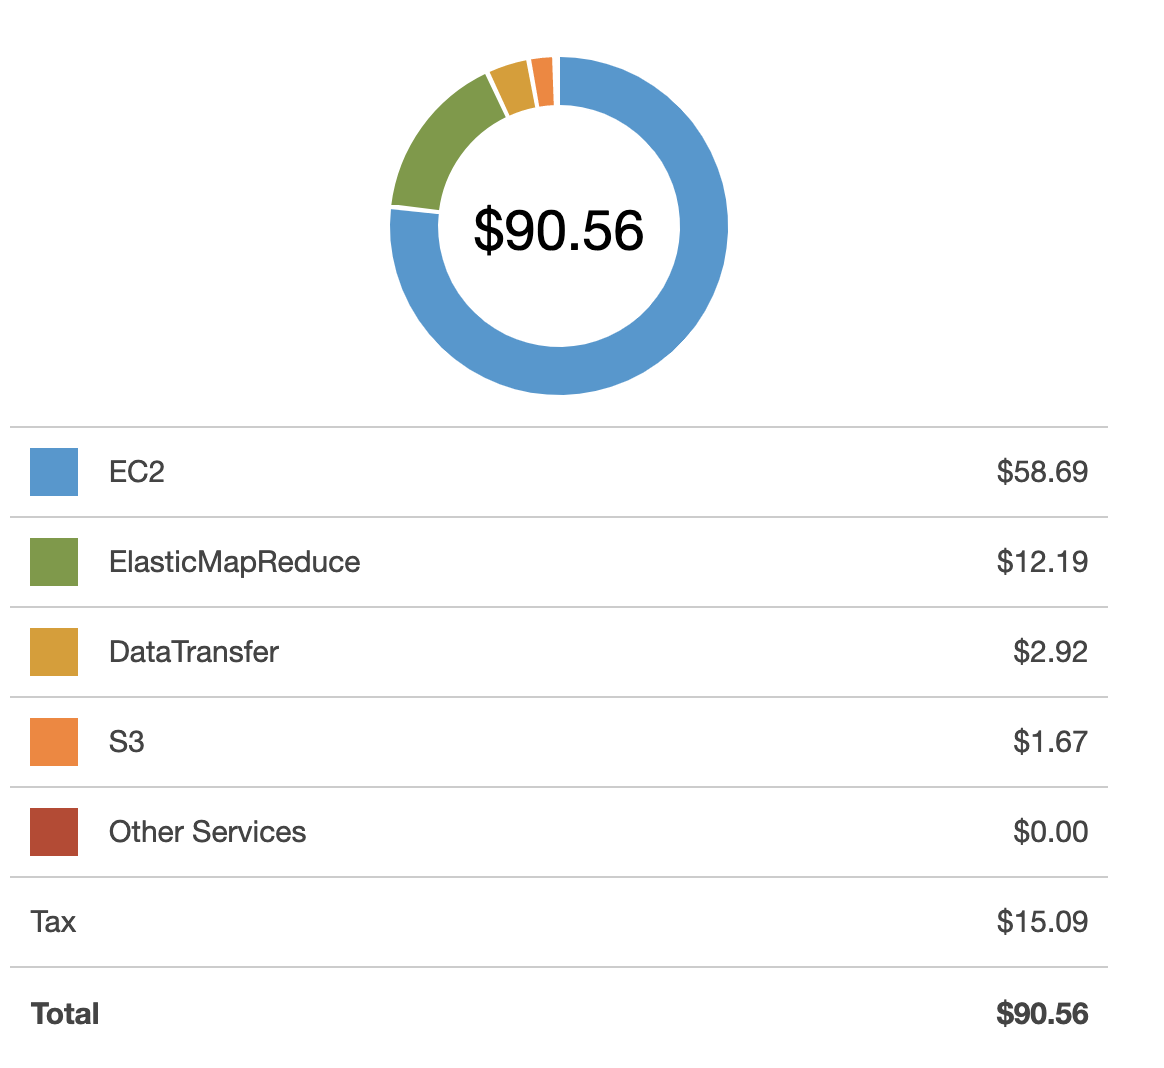 $90.56
EC2 $58.69
ElasticMapReduce $12.19
DataTransfer $2.92
S3 $1.67
Other Services $0.00
Tax $15.09
Total $90.56